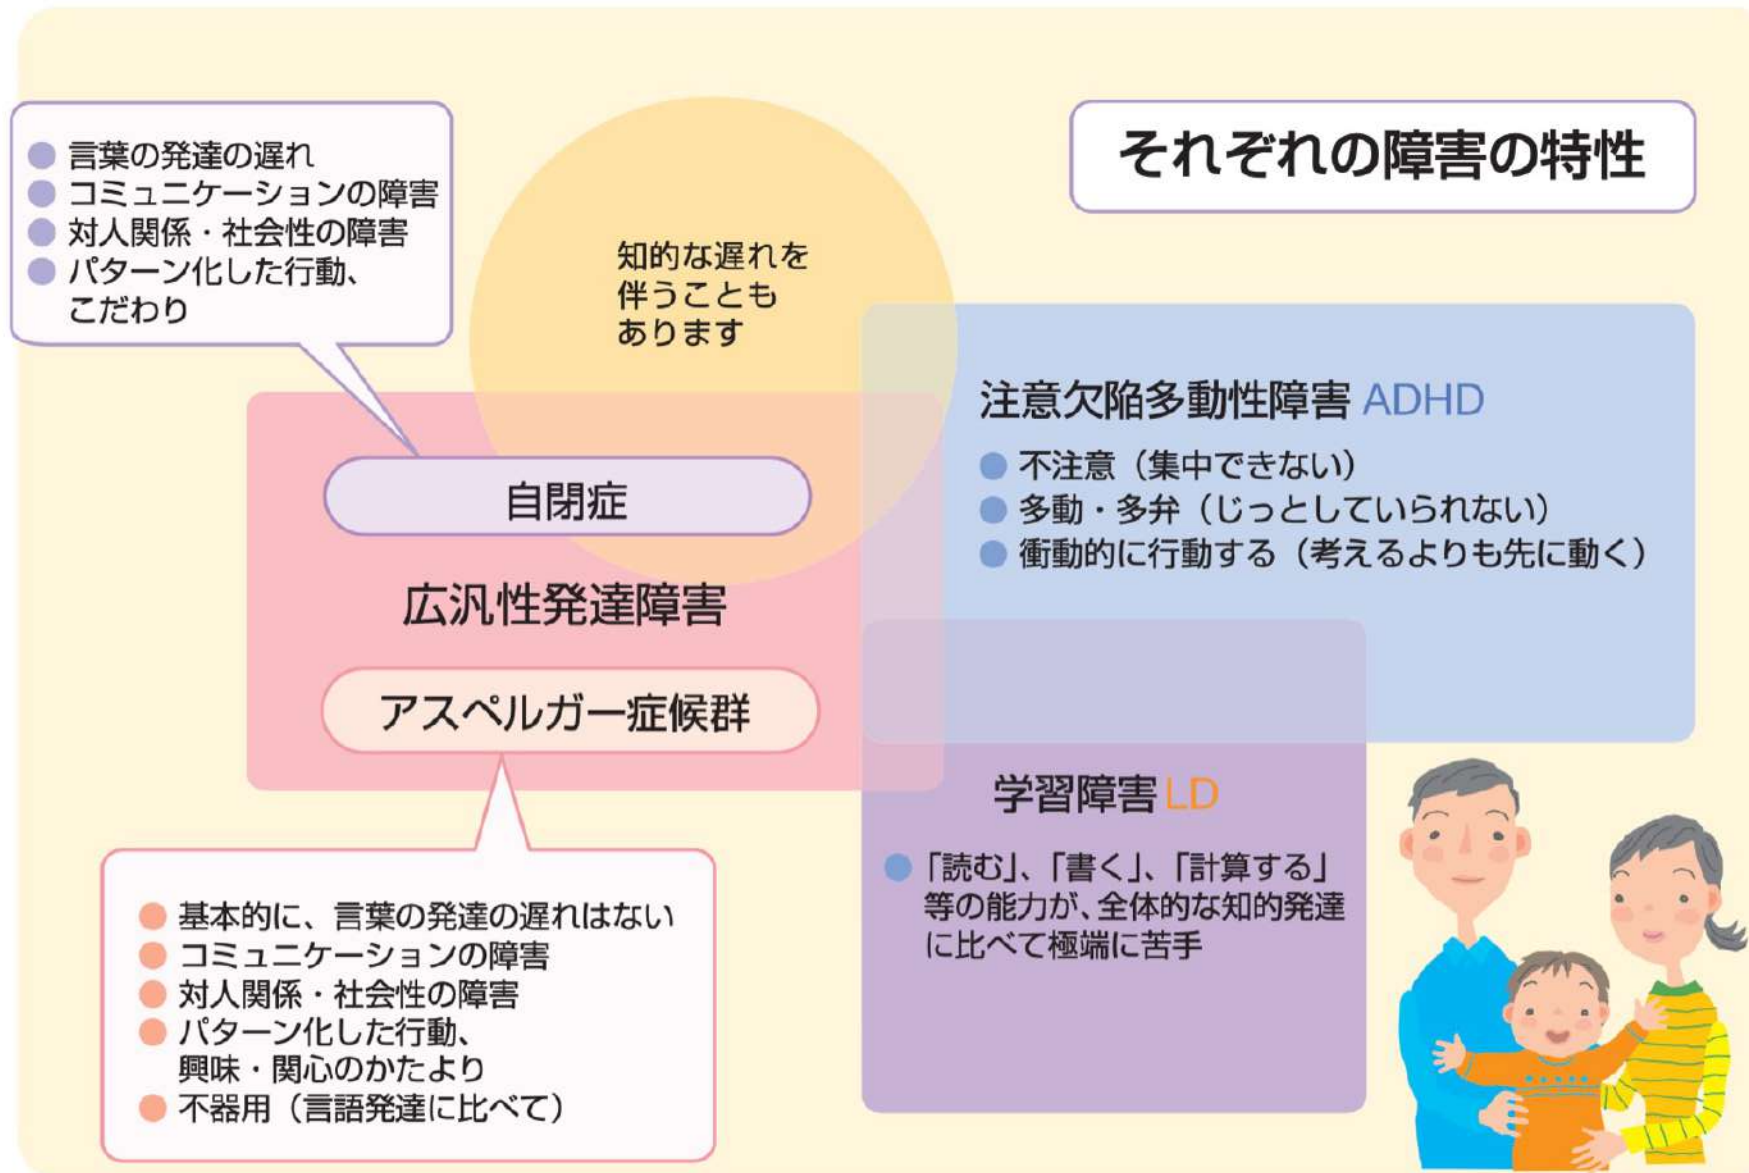 それぞれの障害の特性
● 言葉の発達の遅れ
● コミュニケーションの障害
● 対人関係・社会性の障害
● パターン化した行動、
こだわり
知的な遅れを
伴うことも
あります
自閉症
広汎性発達障害
アスペルガー症候群
● 基本的に、言葉の発達の遅れはない
● コミュニケーションの障害
● 対人関係・社会性の障害
● パターン化した行動、
興味・関心のかたより
● 不器用（言語発達に比べて）
注意欠陥多動性障害 ADHD
● 不注意（集中できない）
● 多動・多弁（じっとしていられない）
● 衝動的に行動する（考えるよりも先に動く）
学習障害 LD
● 「読む」、「書く」、「計算する」
等の能力が、全体的な知的発達
に比べて極端に苦手